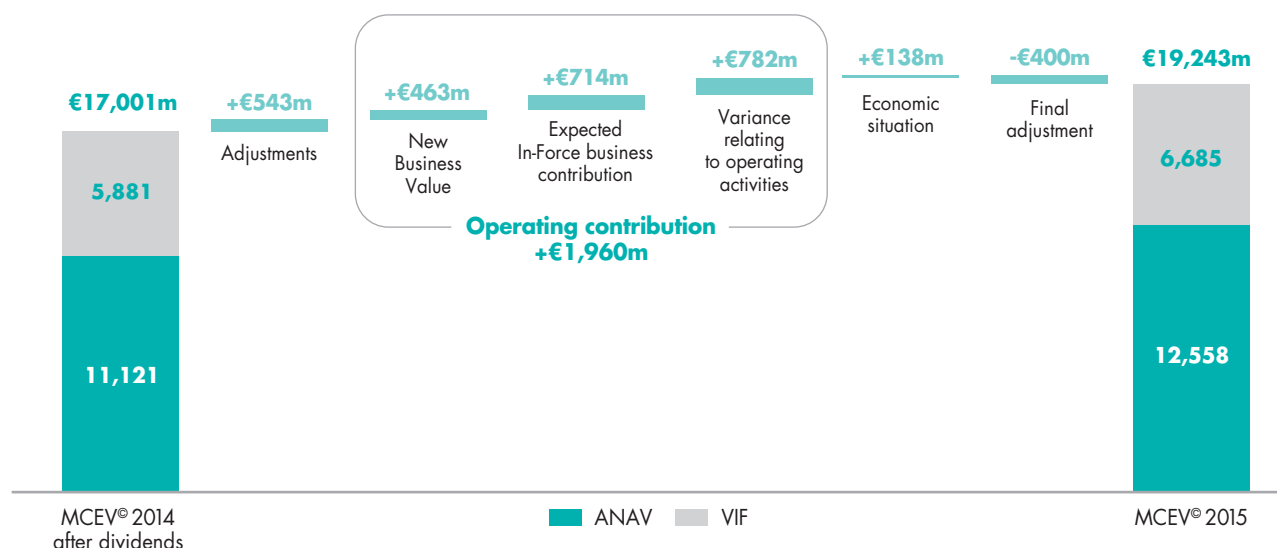 €17,001m
5,881
11,121
MCEV© 2014
after dividends
+€543m
Adjustments
+€463m
New
Business
Value
+€714m
Expected
In-Force business
contribution
+€782m
Variance
relating
to operating
activities
Operating contribution
+€1,960m
+€138m
Economic
situation
-€400m
Final
adjustment
€19,243m
6,685
12,558
MCEV© 2015
ANAV
VIF